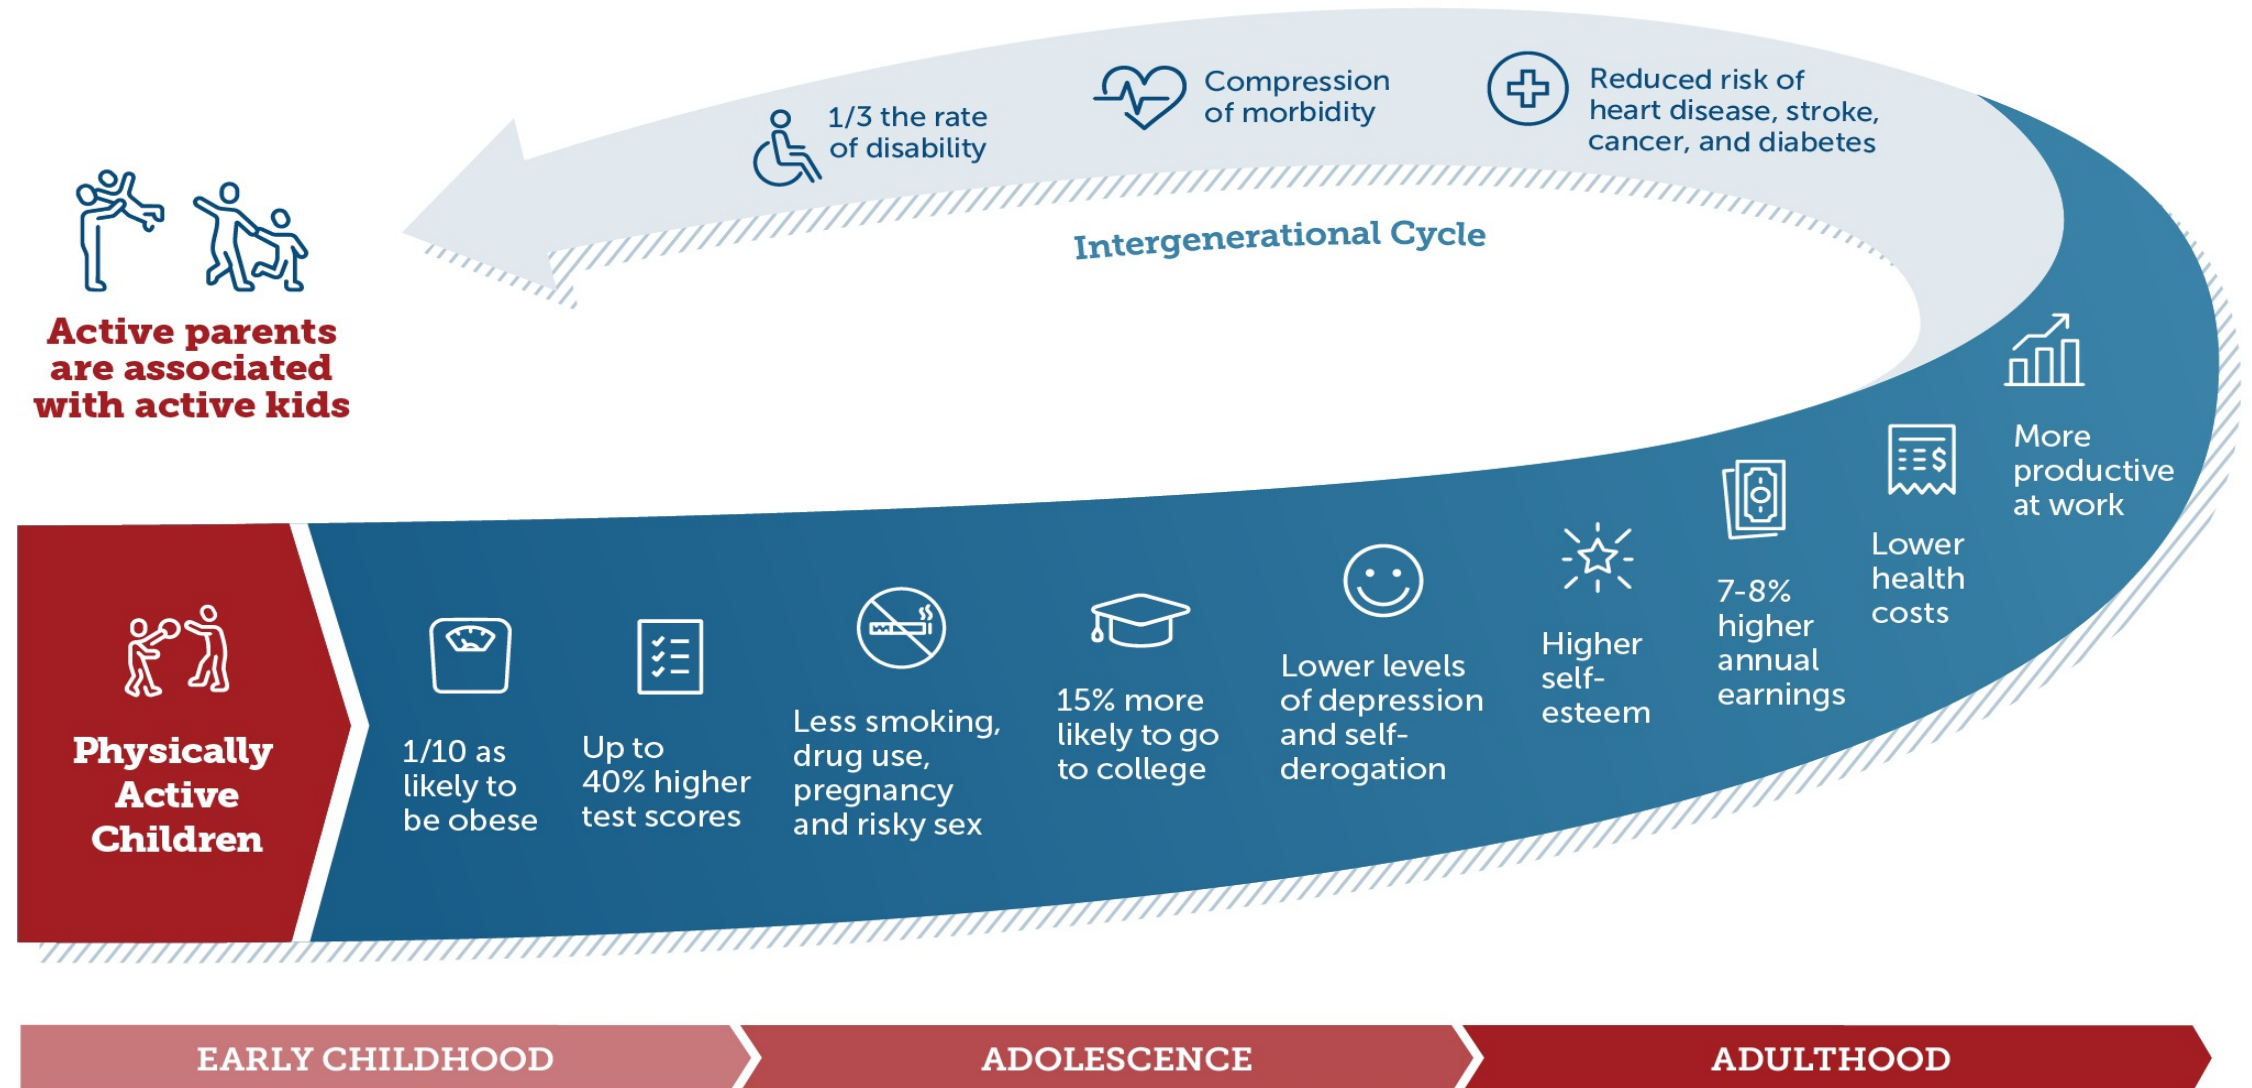 1/3 the rate
of disability
Compression
of morbidity
Reduced risk of
heart disease, stroke,
cancer, and diabetes
Intergenerational Cycle
Active parents
are associated
with active kids
Physically
Active
Children
1/10 as
likely to
be obese
Up to
40% higher
test scores
Less smoking,
drug use,
pregnancy
and risky sex
15% more
likely to go
to college
Lower levels
of depression
and self-
derogation
Higher
self-
esteem
7-8%
higher
annual
earnings
Lower
health
costs
More
productive
at work
EARLY CHILDHOOD
ADOLESCENCE
ADULTHOOD